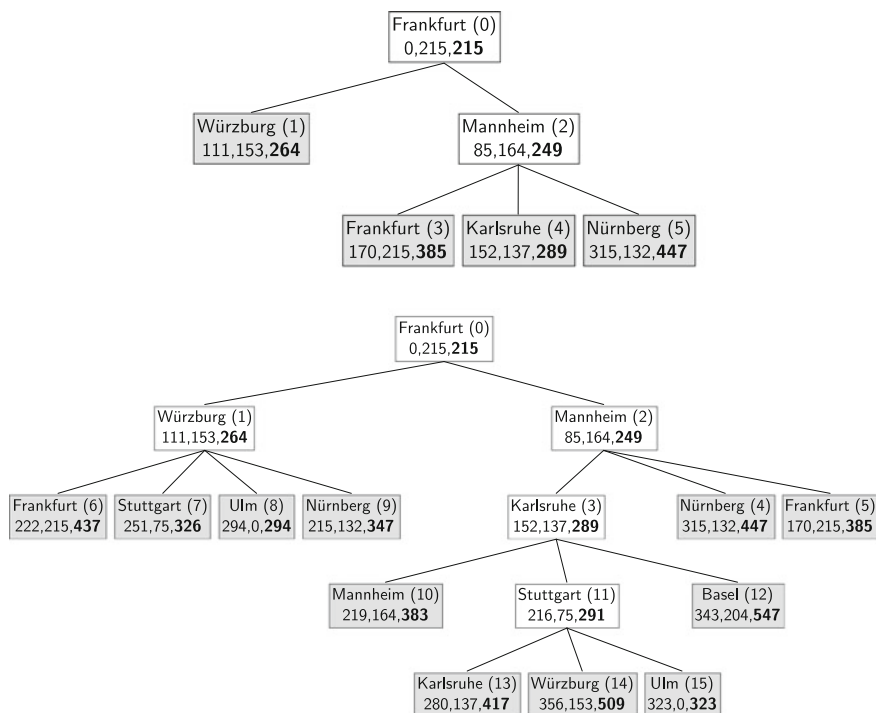 Frankfurt (0)
0,215,215
Würzburg (1)
111,153,264
Mannheim (2)
85,164,249
Frankfurt (3)
170,215,385
Karlsruhe (4)
152,137,289
Nürnberg (5)
315,132,447
Frankfurt (0)
0,215,215
Würzburg (1)
111,153,264
Mannheim (2)
85,164,249
Frankfurt (6)
222,215,437
Stuttgart (7)
251,75,326
Ulm (8)
294,0,294
Nürnberg (9)
215,132,347
Karlsruhe (3)
152,137,289
Nürnberg (4)
315,132,447
Frankfurt (5)
170,215,385
Mannheim (10)
219,164,383
Stuttgart (11)
216,75,291
Basel (12)
343,204,547
Karlsruhe (13)
280,137,417
Würzburg (14)
356,153,509
Ulm (15)
323,0,323